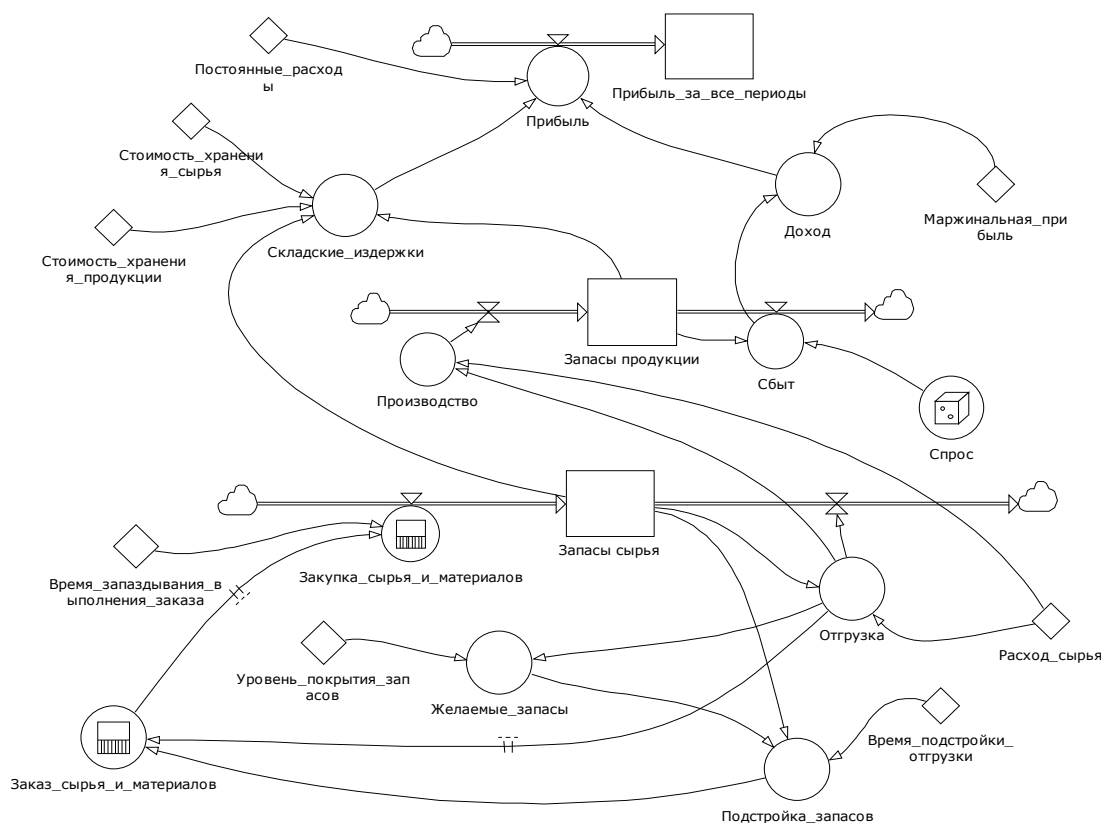 Постоянные_расход
ы
Прибыль_за_все_периоды
Прибыль
Стоимость_хранени
я_сырья
Маржинальная_при
быль
Доход
Складские_издержки
Стоимость_хранени
я_продукции
Запасы продукции
Сбыт
Производство
Спрос
Запасы сырья
Закупка_сырья_и_материалов
Время_запаздывания_в
ыполнения_заказа
Отгрузка
Расход_сырья
Уровень_покрытия_зап
асов
Желаемые_запасы
Время_подстройки_
отгрузки
Заказ_сырья_и_материалов
Подстройка_запасов